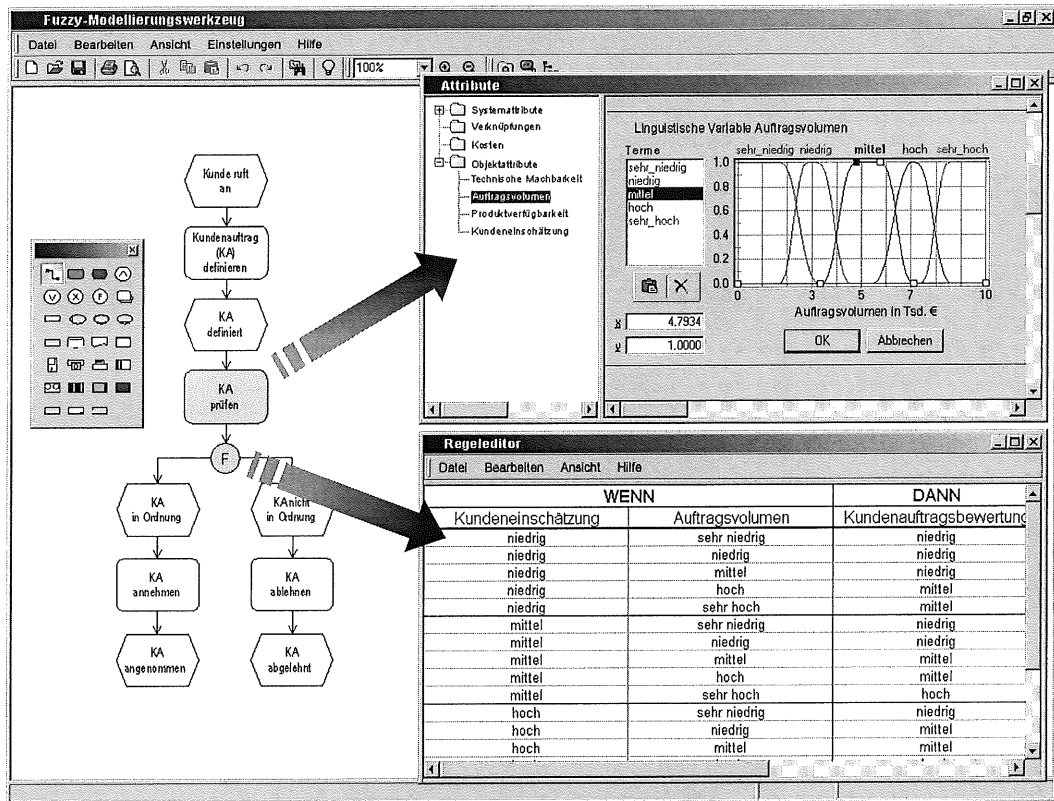 Fuzzy-Modellierungswerkzeug
Datei Bearbeiten Ansicht Einstellungen Hilfe
100%
Kunde ruft
an
Kundenauftrag
(KA)
definieren
KA
definiert
KA
prüfen
F
KA
in Ordnung
KA nicht
in Ordnung
KA
annehmen
KA
ablehnen
KA
angenommen
KA
abgelehnt
V X F
Attribute
Systemattribute
Verknüpfungen
Kosten
Objektattribute
Technische Machbarkeit
Auftragsvolumen
Produktverfügbarkeit
Kundeneinschätzung
Linguistische Variable Auftragsvolumen
Terme
sehr_niedrig
niedrig
mittel
hoch
sehr_hoch
sehr_niedrig niedrig mittel hoch sehr_hoch
1.0
0.8
0.6
0.4
0.2
0.0
0 3 5 7 10
Auftragsvolumen in Tsd. €
x 4.7934
y 1.0000
OK Abbrechen
Regeleditor
Datei Bearbeiten Ansicht Hilfe
WENN DANN
Kundeneinschätzung Auftragsvolumen Kundenauftragsbewertung
niedrig sehr niedrig niedrig
niedrig niedrig niedrig
niedrig mittel niedrig
niedrig hoch mittel
niedrig sehr hoch mittel
mittel sehr niedrig niedrig
mittel niedrig niedrig
mittel mittel mittel
mittel hoch mittel
mittel sehr hoch hoch
hoch sehr niedrig niedrig
hoch niedrig mittel
hoch mittel mittel